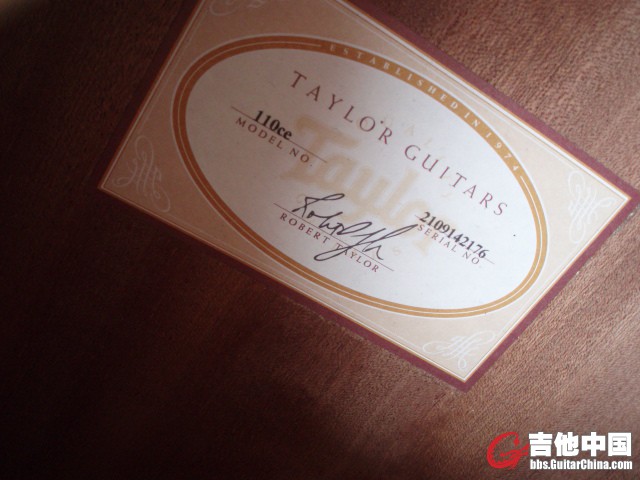 ESTABLISHED IN 1974
TAYLOR GUITARS
Taylor
110ce
MODEL NO.
2109142176
SERIAL NO.
ROBERT TAYLOR
吉他中国
bbs.GuitarChina.com